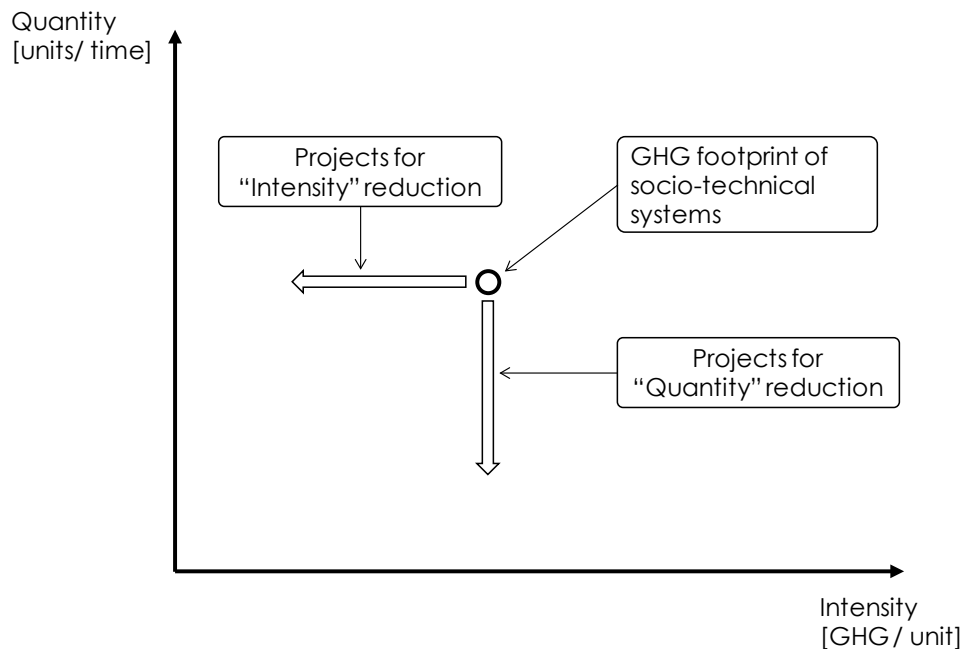 Quantity
[units/ time]
Projects for
“Intensity” reduction
GHG footprint of
socio-technical
systems
Projects for
“Quantity” reduction
Intensity
[GHG / unit]